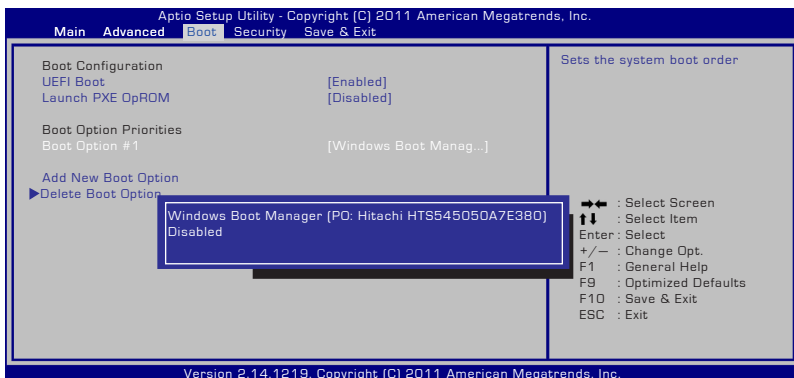 Aptio Setup Utility - Copyright (C) 2011 American Megatrends, Inc.
Main Advanced Boot Security Save & Exit
Boot Configuration
UEFI Boot [Enabled]
Launch PXE OpROM [Disabled]
Boot Option Priorities
Boot Option #1 [Windows Boot Manag...]
Add New Boot Option
Delete Boot Option
Windows Boot Manager (PO: Hitachi HTS545050A7E380)
Disabled
Sets the system boot order
: Select Screen
: Select Item
Enter : Select
+/— : Change Opt.
F1 : General Help
F9 : Optimized Defaults
F10 : Save & Exit
ESC : Exit
Version 2.14.1219. Copyright (C) 2011 American Megatrends, Inc.